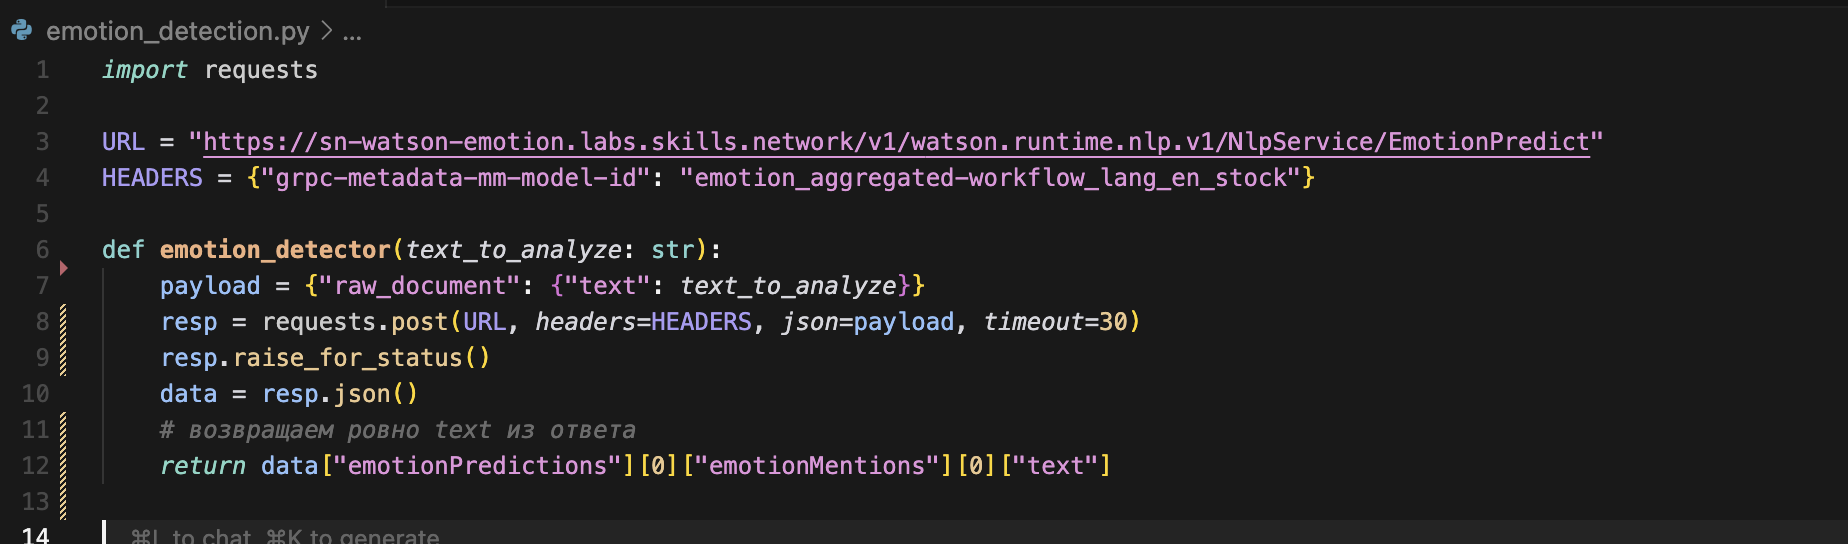 emotion_detection.py > ...
1 import requests
2
3 URL = "https://sn-watson-emotion.labs.skills.network/v1/watson.runtime.nlp.v1/NlpService/EmotionPredict"
4 HEADERS = {"grpc-metadata-mm-model-id": "emotion_aggregated-workflow_lang_en_stock"}
5
6 def emotion_detector(text_to_analyze: str):
7     payload = {"raw_document": {"text": text_to_analyze}}
8     resp = requests.post(URL, headers=HEADERS, json=payload, timeout=30)
9     resp.raise_for_status()
10     data = resp.json()
11     # возвращаем ровно text из ответа
12     return data["emotionPredictions"][0]["emotionMentions"][0]["text"]
13
14 ⌘L to chat, ⌘K to generate